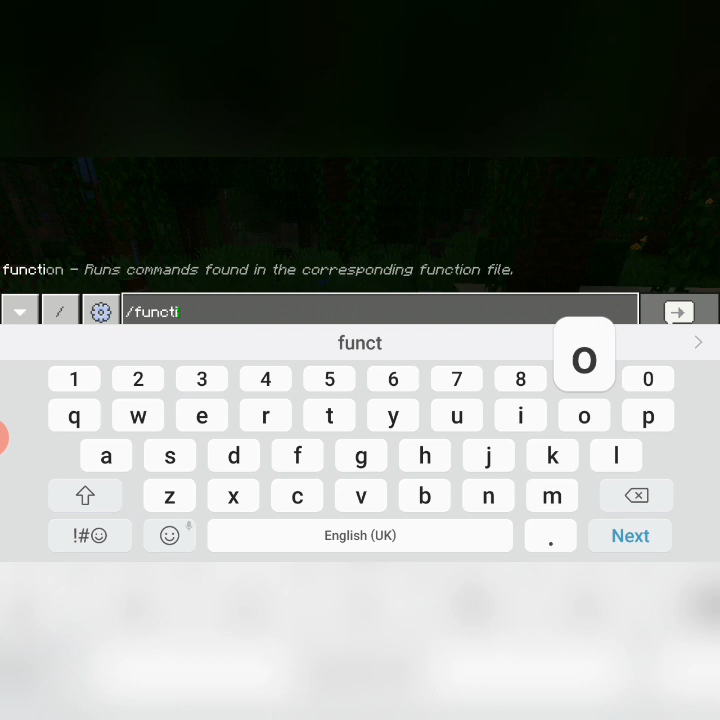 function - Runs commands found in the corresponding function file.
/ /functi
funct
o
1 2 3 4 5 6 7 8 0
q w e r t y u i o p
a s d f g h j k l
z x c v b n m
!#☺ English (UK) . Next